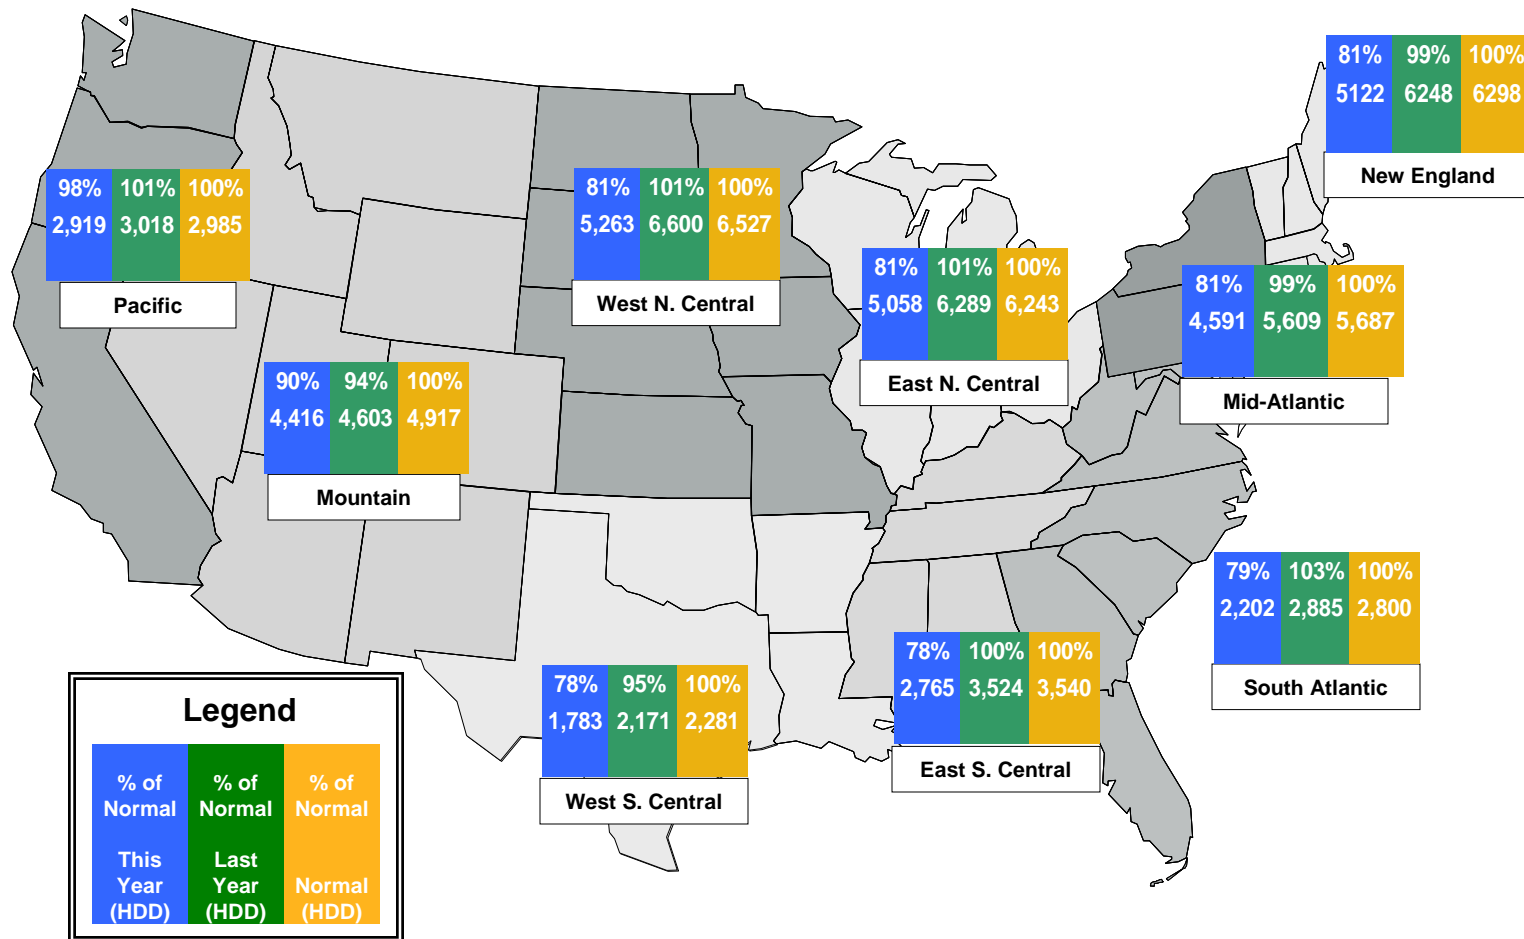 81% 99% 100%
5122 6248 6298
New England
98% 101% 100%
2,919 3,018 2,985
Pacific
81% 101% 100%
5,263 6,600 6,527
West N. Central
81% 101% 100%
5,058 6,289 6,243
East N. Central
81% 99% 100%
4,591 5,609 5,687
Mid-Atlantic
90% 94% 100%
4,416 4,603 4,917
Mountain
79% 103% 100%
2,202 2,885 2,800
South Atlantic
78% 100% 100%
2,765 3,524 3,540
East S. Central
78% 95% 100%
1,783 2,171 2,281
West S. Central
Legend
% of % of % of
Normal Normal Normal
This Last
Year Year Normal
(HDD) (HDD) (HDD)